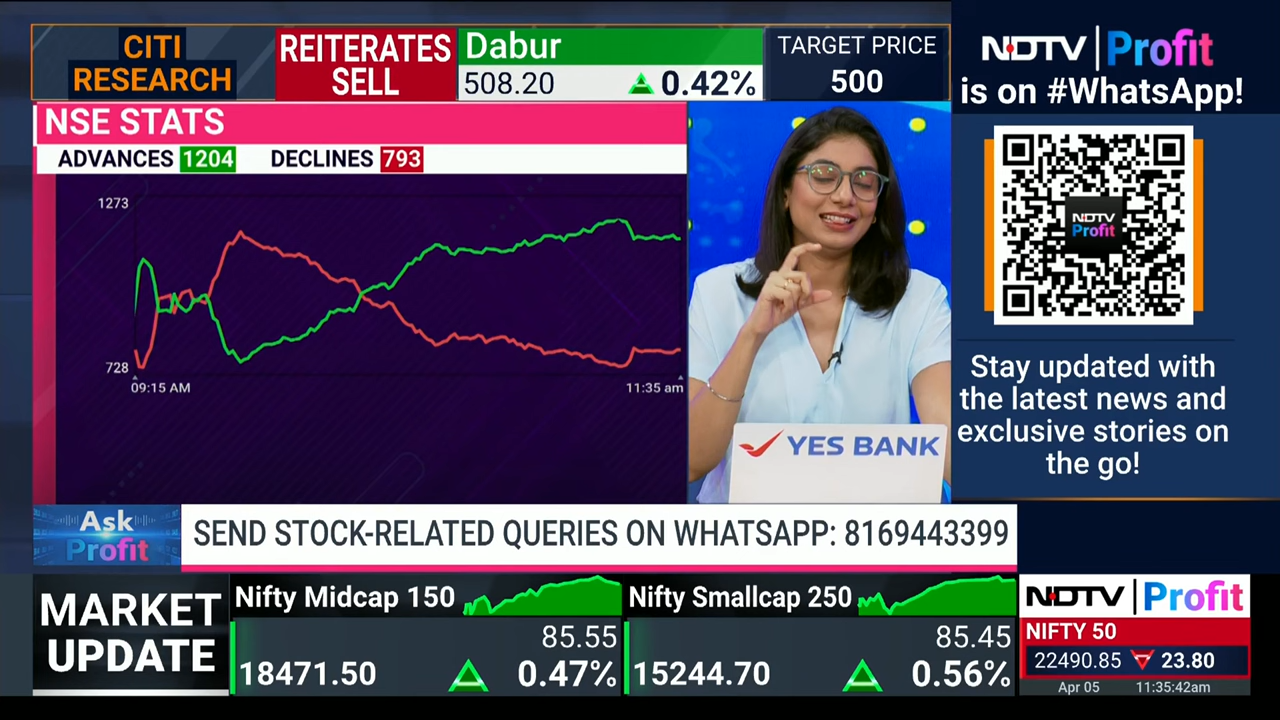 CITI
RESEARCH
REITERATES
SELL
Dabur
508.20 0.42%
TARGET PRICE
500
NDTV Profit
is on #WhatsApp!
NSE STATS
ADVANCES 1204 DECLINES 793
1273
728
09:15 AM 11:35 am
YES BANK
NDTV
Profit
Stay updated with
the latest news and
exclusive stories on
the go!
Ask
Profit
SEND STOCK-RELATED QUERIES ON WHATSAPP: 8169443399
MARKET
UPDATE
Nifty Midcap 150
85.55
18471.50 0.47%
Nifty Smallcap 250
85.45
15244.70 0.56%
NDTV Profit
NIFTY 50
22490.85 23.80
Apr 05 11:35:42am